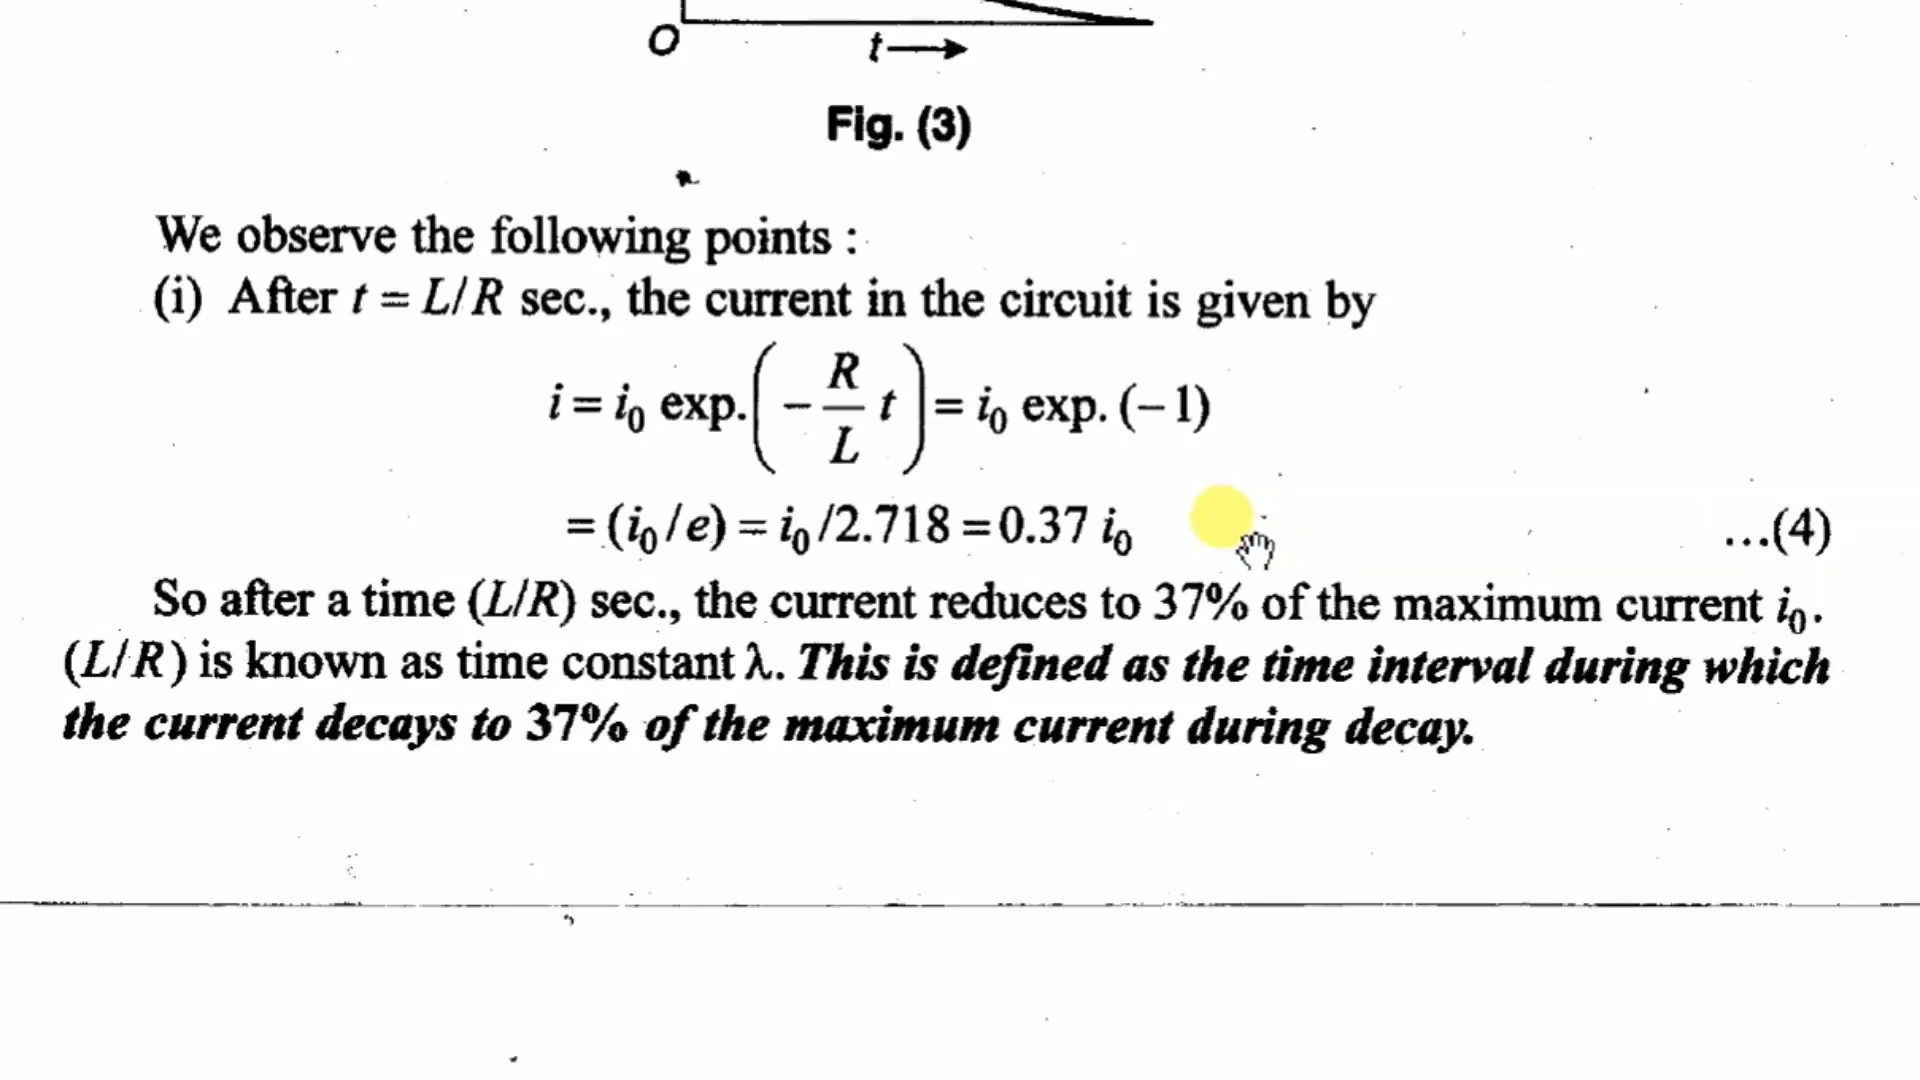 O
t
Fig. (3)
We observe the following points :
(i) After t = L/R sec., the current in the circuit is given by
i = i₀ exp. ( − R/L t ) = i₀ exp. (− 1)
= (i₀/e) = i₀/2.718 = 0.37 i₀ ...(4)
So after a time (L/R) sec., the current reduces to 37% of the maximum current i₀.
(L/R) is known as time constant λ. This is defined as the time interval during which
the current decays to 37% of the maximum current during decay.